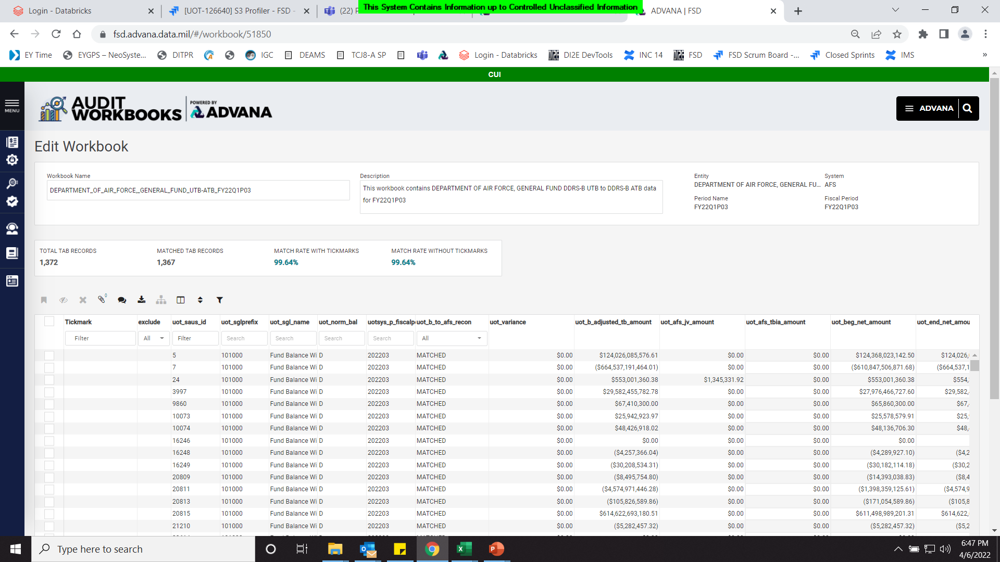 This System Contains Information up to Controlled Unclassified Information
Login - Databricks
[UOT-126640] S3 Profiler - FSD -
(22) P
ADVANA | FSD
fsd.advana.data.mil/#/workbook/51850
EY Time EYGPS – NeoSyste... DITPR IGC DEAMS TCJ8-A SP Login - Databricks DI2E DevTools INC 14 FSD FSD Scrum Board -... Closed Sprints IMS »
CUI
MENU
AUDIT WORKBOOKS
POWERED BY ADVANA
ADVANA
Edit Workbook
Workbook Name
DEPARTMENT_OF_AIR_FORCE,_GENERAL_FUND_UTB-ATB_FY22Q1P03
Description
This workbook contains DEPARTMENT OF AIR FORCE, GENERAL FUND DDRS-B UTB to DDRS-B ATB data
for FY22Q1P03
Entity System
DEPARTMENT OF AIR FORCE, GENERAL FU... AFS
Period Name Fiscal Period
FY22Q1P03 FY22Q1P03
TOTAL TAB RECORDS MATCHED TAB RECORDS MATCH RATE WITH TICKMARKS MATCH RATE WITHOUT TICKMARKS
1,372 1,367 99.64% 99.64%
0
Tickmark exclude uot_saus_id uot_sglprefix uot_sgl_name uot_norm_bal uotsys_p_fiscalp uot_b_to_afs_recon uot_variance uot_b_adjusted_tb_amount uot_afs_jv_amount uot_afs_tbia_amount uot_beg_net_amount uot_end_net_amou
Filter All Filter Search Search Search Search All
5 101000 Fund Balance Wi D 202203 MATCHED $0.00 $124,026,085,576.61 $0.00 $0.00 $124,368,023,142.50 $124,026,
7 101000 Fund Balance Wi D 202203 MATCHED $0.00 ($664,537,191,464.01) $0.00 $0.00 ($610,847,506,871.68) ($664,537,1
24 101000 Fund Balance Wi D 202203 MATCHED $0.00 $553,001,360.38 $1,345,331.92 $0.00 $553,001,360.38 $554,
3997 101000 Fund Balance Wi D 202203 MATCHED $0.00 $29,582,455,782.78 $0.00 $0.00 $27,976,466,727.60 $29,582,
9860 101000 Fund Balance Wi D 202203 MATCHED $0.00 $67,410,300.00 $0.00 $0.00 $65,860,300.00 $67,
10073 101000 Fund Balance Wi D 202203 MATCHED $0.00 $25,942,923.97 $0.00 $0.00 $25,578,579.91 $25,
10074 101000 Fund Balance Wi D 202203 MATCHED $0.00 $48,426,918.02 $0.00 $0.00 $48,136,706.30 $48,
16246 101000 Fund Balance Wi D 202203 MATCHED $0.00 $0.00 $0.00 $0.00 $0.00
16248 101000 Fund Balance Wi D 202203 MATCHED $0.00 ($4,257,366.04) $0.00 $0.00 ($4,289,927.10) ($4,2
16249 101000 Fund Balance Wi D 202203 MATCHED $0.00 ($30,208,534.31) $0.00 $0.00 ($30,182,114.18) ($30,2
20809 101000 Fund Balance Wi D 202203 MATCHED $0.00 ($8,495,754.80) $0.00 $0.00 ($14,393,038.83) ($8,4
20811 101000 Fund Balance Wi D 202203 MATCHED $0.00 ($4,574,971,446.28) $0.00 $0.00 ($1,398,359,125.61) ($4,574,9
20813 101000 Fund Balance Wi D 202203 MATCHED $0.00 ($105,826,589.86) $0.00 $0.00 ($171,054,589.86) ($105,8
20815 101000 Fund Balance Wi D 202203 MATCHED $0.00 $614,622,693,180.51 $0.00 $0.00 $611,498,989,201.31 $614,622,
21210 101000 Fund Balance Wi D 202203 MATCHED $0.00 ($5,282,457.32) $0.00 $0.00 ($5,282,457.32) ($5,2
Type here to search
6:47 PM
4/6/2022